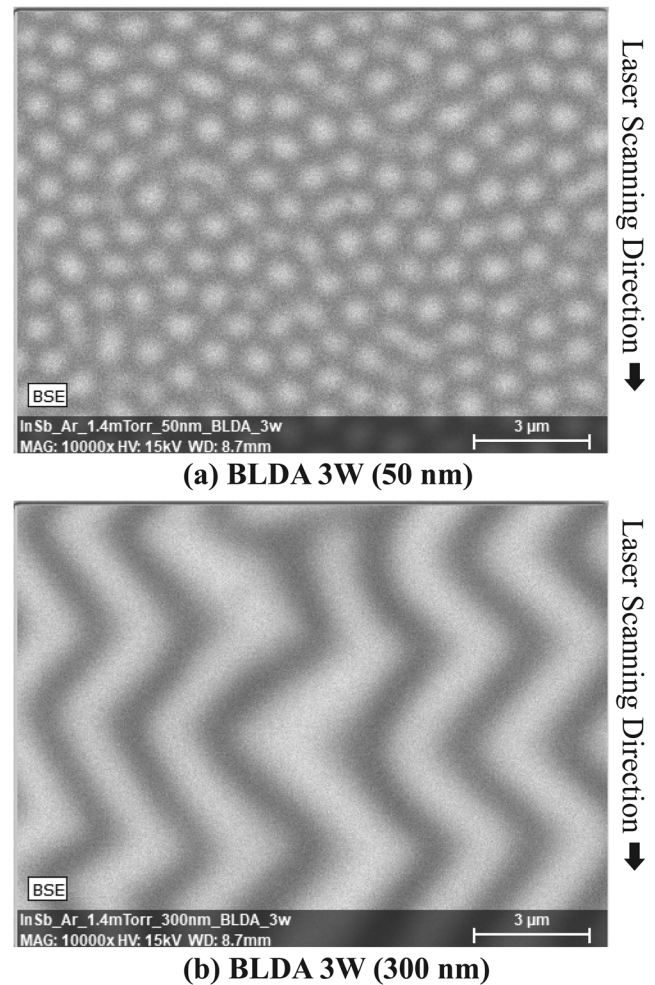 Laser Scanning Direction
BSE
InSb_Ar_1.4mTorr_50nm_BLDA_3w
MAG: 10000x HV: 15kV WD: 8.7mm
3 µm
(a) BLDA 3W (50 nm)
Laser Scanning Direction
BSE
InSb_Ar_1.4mTorr_300nm_BLDA_3w
MAG: 10000x HV: 15kV WD: 8.7mm
3 µm
(b) BLDA 3W (300 nm)